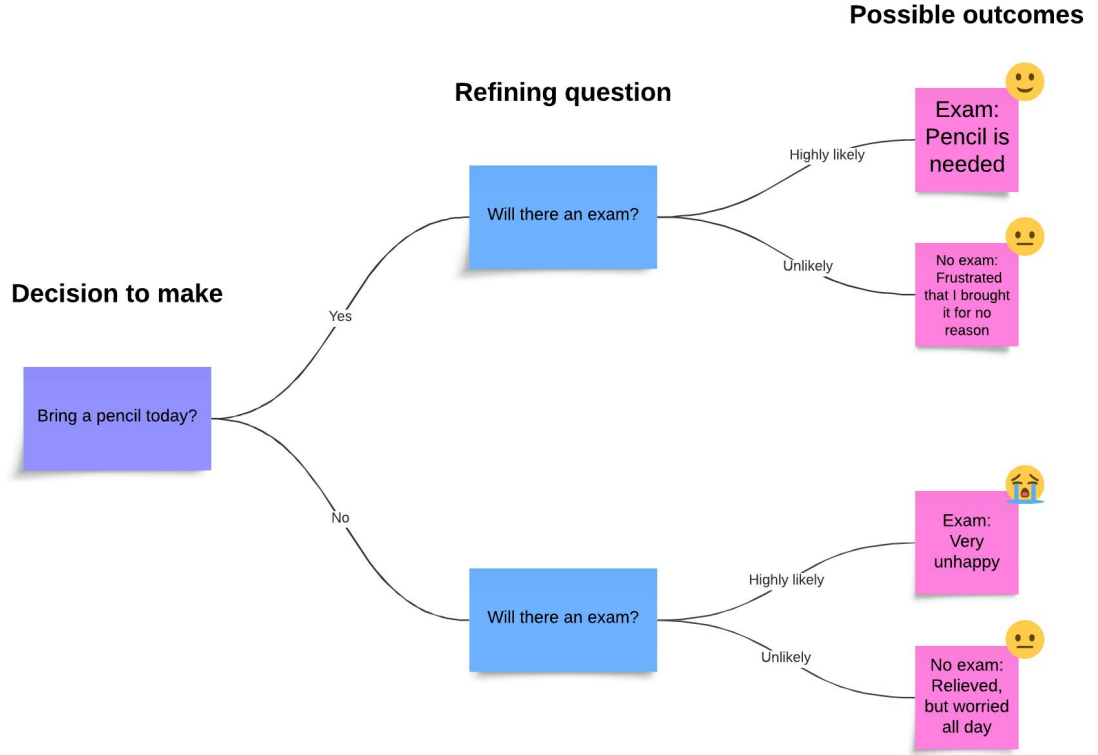 Possible outcomes
Refining question
Decision to make
Exam:
Pencil is
needed
Highly likely
Will there an exam?
Unlikely
No exam:
Frustrated
that I brought
it for no
reason
Yes
Bring a pencil today?
No
Exam:
Very
unhappy
Highly likely
Will there an exam?
Unlikely
No exam:
Relieved,
but worried
all day